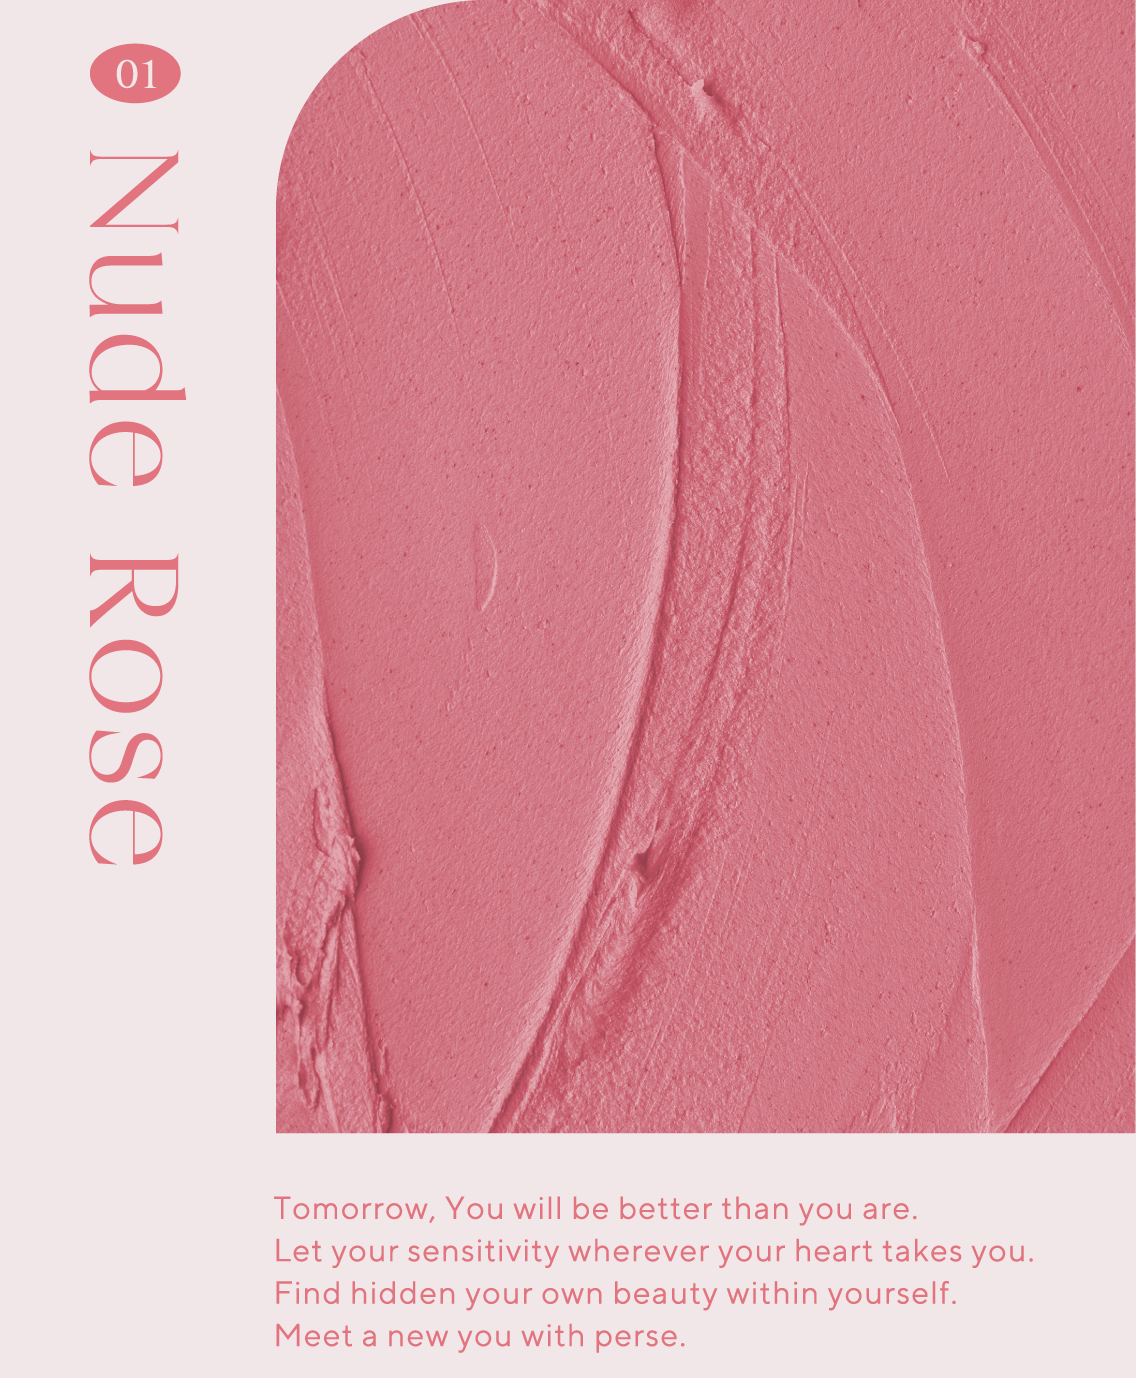 01
Nude Rose
Tomorrow, You will be better than you are.
Let your sensitivity wherever your heart takes you.
Find hidden your own beauty within yourself.
Meet a new you with perse.